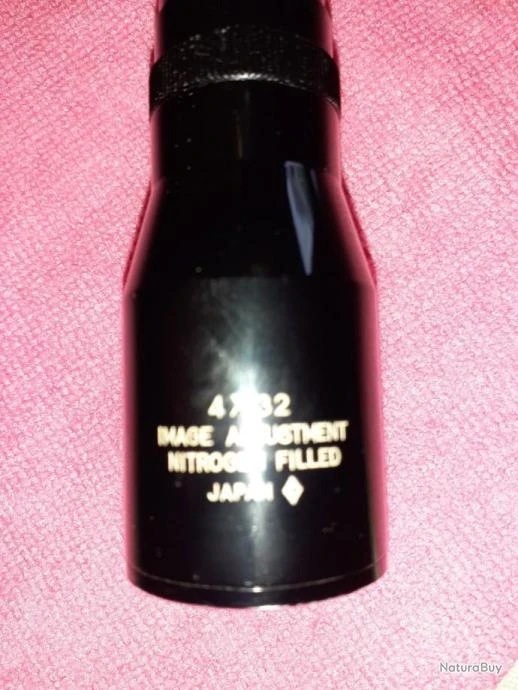 4X32
IMAGE ADJUSTMENT
NITROGEN FILLED
JAPAN
NaturaBuy